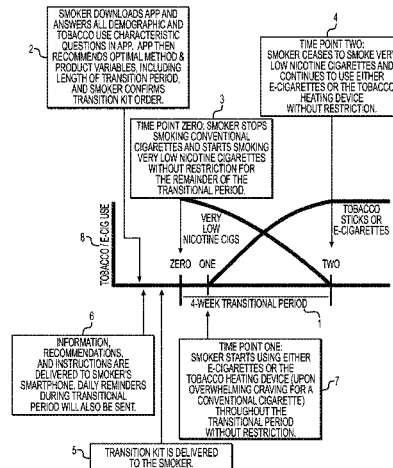 2
SMOKER DOWNLOADS APP AND
ANSWERS ALL DEMOGRAPHIC AND
TOBACCO USE CHARACTERISTIC
QUESTIONS IN APP. APP THEN
RECOMMENDS OPTIMAL METHOD &
PRODUCT VARIABLES, INCLUDING
LENGTH OF TRANSITION PERIOD,
AND SMOKER CONFIRMS
TRANSITION KIT ORDER.
4
TIME POINT TWO:
SMOKER CEASES TO SMOKE VERY
LOW NICOTINE CIGARETTES AND
CONTINUES TO USE EITHER
E-CIGARETTES OR THE TOBACCO
HEATING DEVICE
WITHOUT RESTRICTION.
3
TIME POINT ZERO: SMOKER STOPS
SMOKING CONVENTIONAL
CIGARETTES AND STARTS SMOKING
VERY LOW NICOTINE CIGARETTES
WITHOUT RESTRICTION FOR
THE REMAINDER OF THE
TRANSITIONAL PERIOD.
8
TOBACCO / E-CIG USE
VERY
LOW
NICOTINE CIGS
TOBACCO
STICKS OR
E-CIGARETTES
ZERO
ONE
TWO
4-WEEK TRANSITIONAL PERIOD
1
6
INFORMATION,
RECOMMENDATIONS,
AND INSTRUCTIONS ARE
DELIVERED TO SMOKER'S
SMARTPHONE. DAILY REMINDERS
DURING TRANSITIONAL
PERIOD WILL ALSO BE SENT.
7
TIME POINT ONE:
SMOKER STARTS USING EITHER
E-CIGARETTES OR THE
TOBACCO HEATING DEVICE (UPON
OVERWHELMING CRAVING FOR A
CONVENTIONAL CIGARETTE)
THROUGHOUT THE
TRANSITIONAL PERIOD
WITHOUT RESTRICTION.
5
TRANSITION KIT IS DELIVERED
TO THE SMOKER.